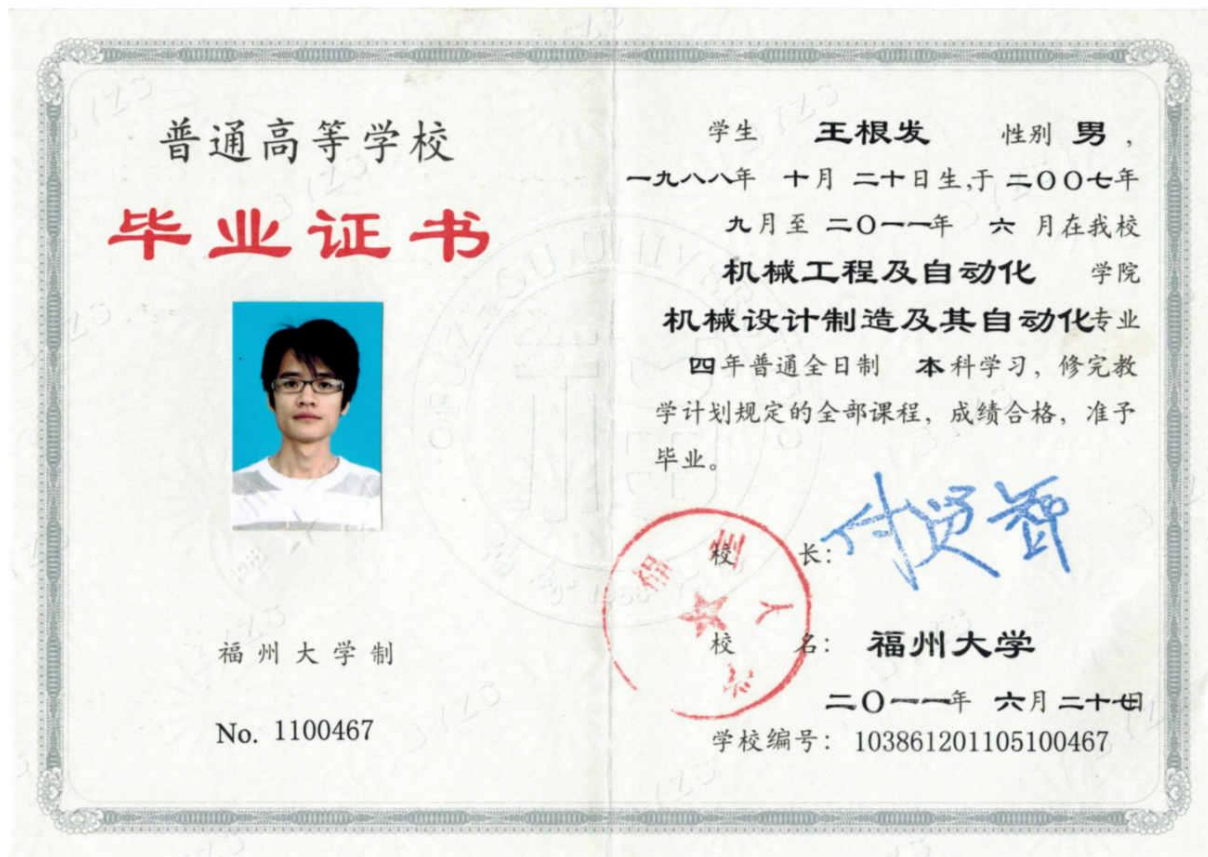 普通高等学校
毕业证书
福州大学制
No. 1100467
学生 王根发 性别 男，
一九八八年 十月 二十日生,于 二〇〇七年
九月至 二〇一一年 六 月在我校
机械工程及自动化 学院
机械设计制造及其自动化专业
四年普通全日制 本科学习，修完教
学计划规定的全部课程，成绩合格，准予
毕业。
校 长:
校 名: 福州大学
二〇一一年 六月二十七日
学校编号: 103861201105100467